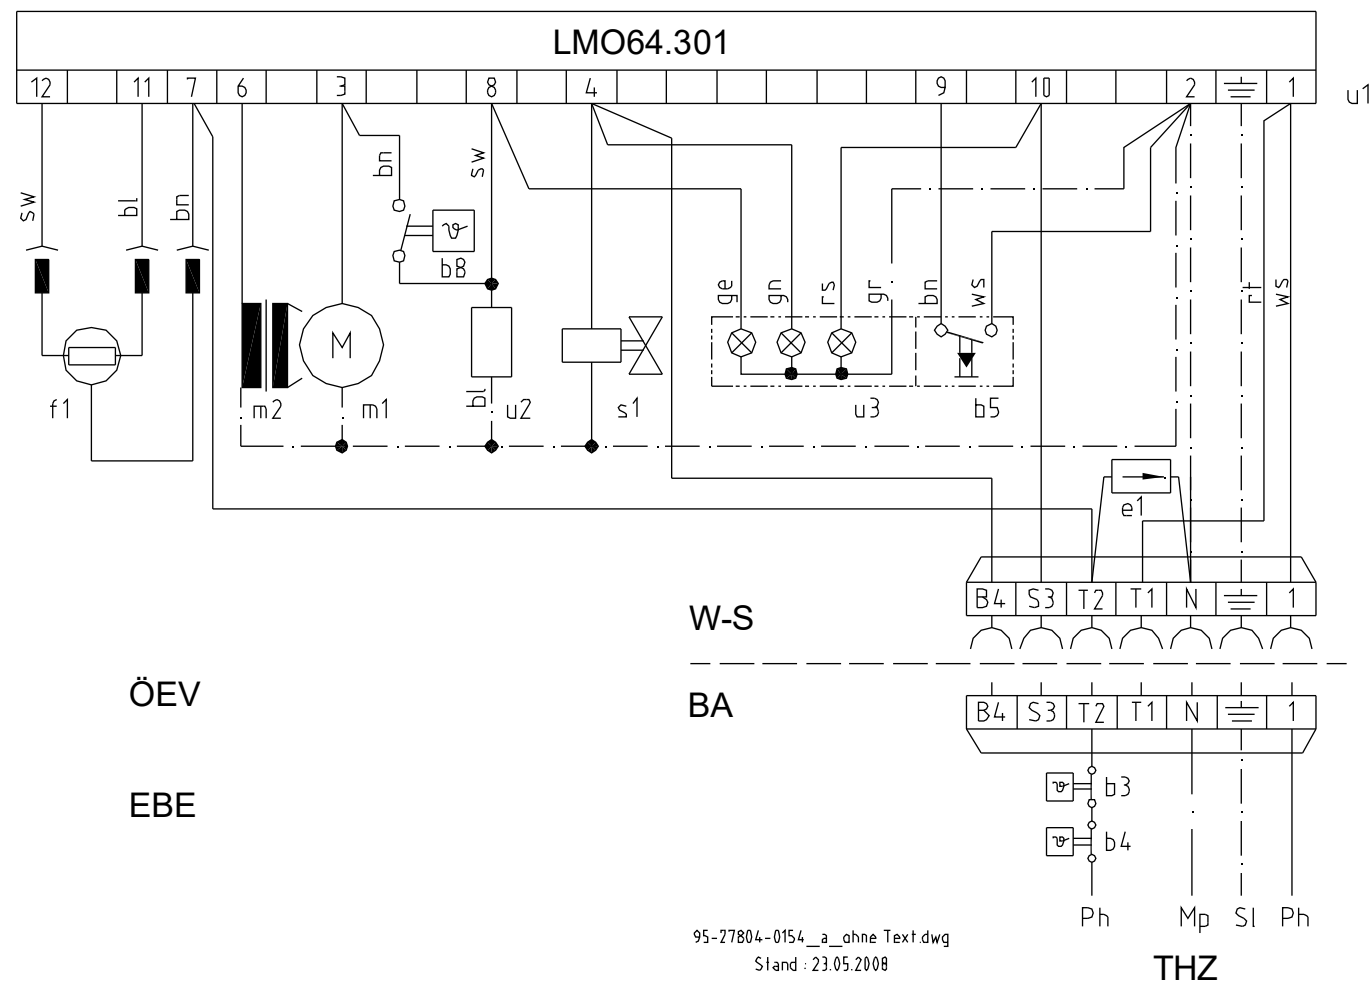 LMO64.301
12 11 7 6 3 8 4 9 10 2 1
u1
sw bl bn bn sw
b8
ge gn rs gr bn ws rt ws
M
f1 m2 m1 bl u2 s1 u3 b5
e1
B4 S3 T2 T1 N 1
W-S
ÖEV
BA
B4 S3 T2 T1 N 1
ϑ b3
EBE
ϑ b4
Ph Mp Sl Ph
95-27804-0154_a_ohne Text.dwg
Stand : 23.05.2008
THZ